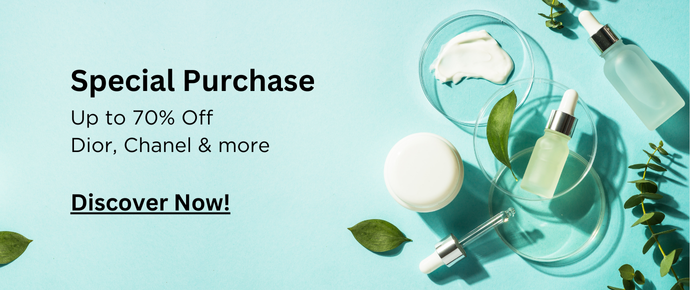 Special Purchase
Up to 70% Off
Dior, Chanel & more
Discover Now!